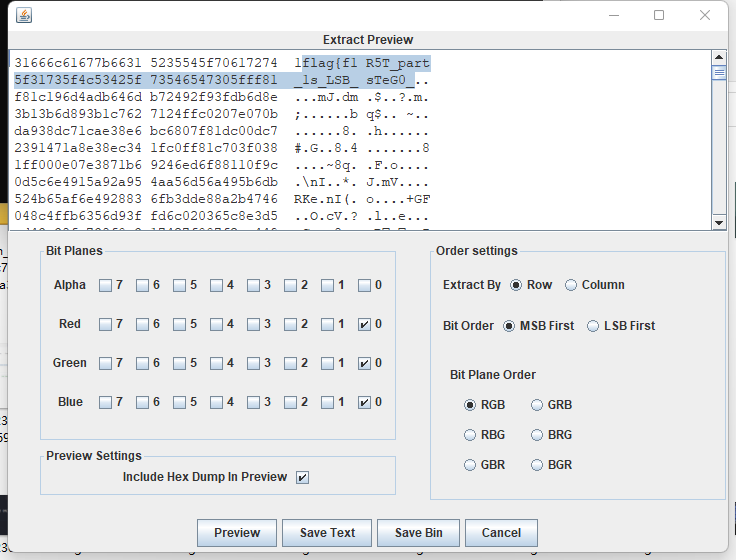 Extract Preview
31666c61677b6631 5235545f70617274 1flag{f1 R5T_part
5f31735f4c53425f 73546547305fff81 _1s_LSB_ sTeG0_..
f81c196d4adb646d b72492f93fdb6d8e ...mJ.dm .$..?.m.
3b13b6d893b1c762 7124ffc0207e070b ;......b q$.. ~..
da938dc71cae38e6 bc6807f81dc00dc7 ......8. .h......
2391471a8e38ec34 1fc0ff81c703f038 #.G..8.4 .......8
1ff000e07e3871b6 9246ed6f88110f9c ....~8q. .F.o....
0d5c6e4915a92a95 4aa56d56a495b6db .\nI..*. J.mV....
524b65af6e492883 6fb3dde88a2b4746 RKe.nI(. o....+GF
048c4ffb6356d93f fd6c020365c8e3d5 ..O.cV.? .l..e...
Bit Planes
Alpha 7 6 5 4 3 2 1 0
Red 7 6 5 4 3 2 1 0
Green 7 6 5 4 3 2 1 0
Blue 7 6 5 4 3 2 1 0
Preview Settings
Include Hex Dump In Preview
Order settings
Extract By Row Column
Bit Order MSB First LSB First
Bit Plane Order
RGB GRB
RBG BRG
GBR BGR
Preview Save Text Save Bin Cancel